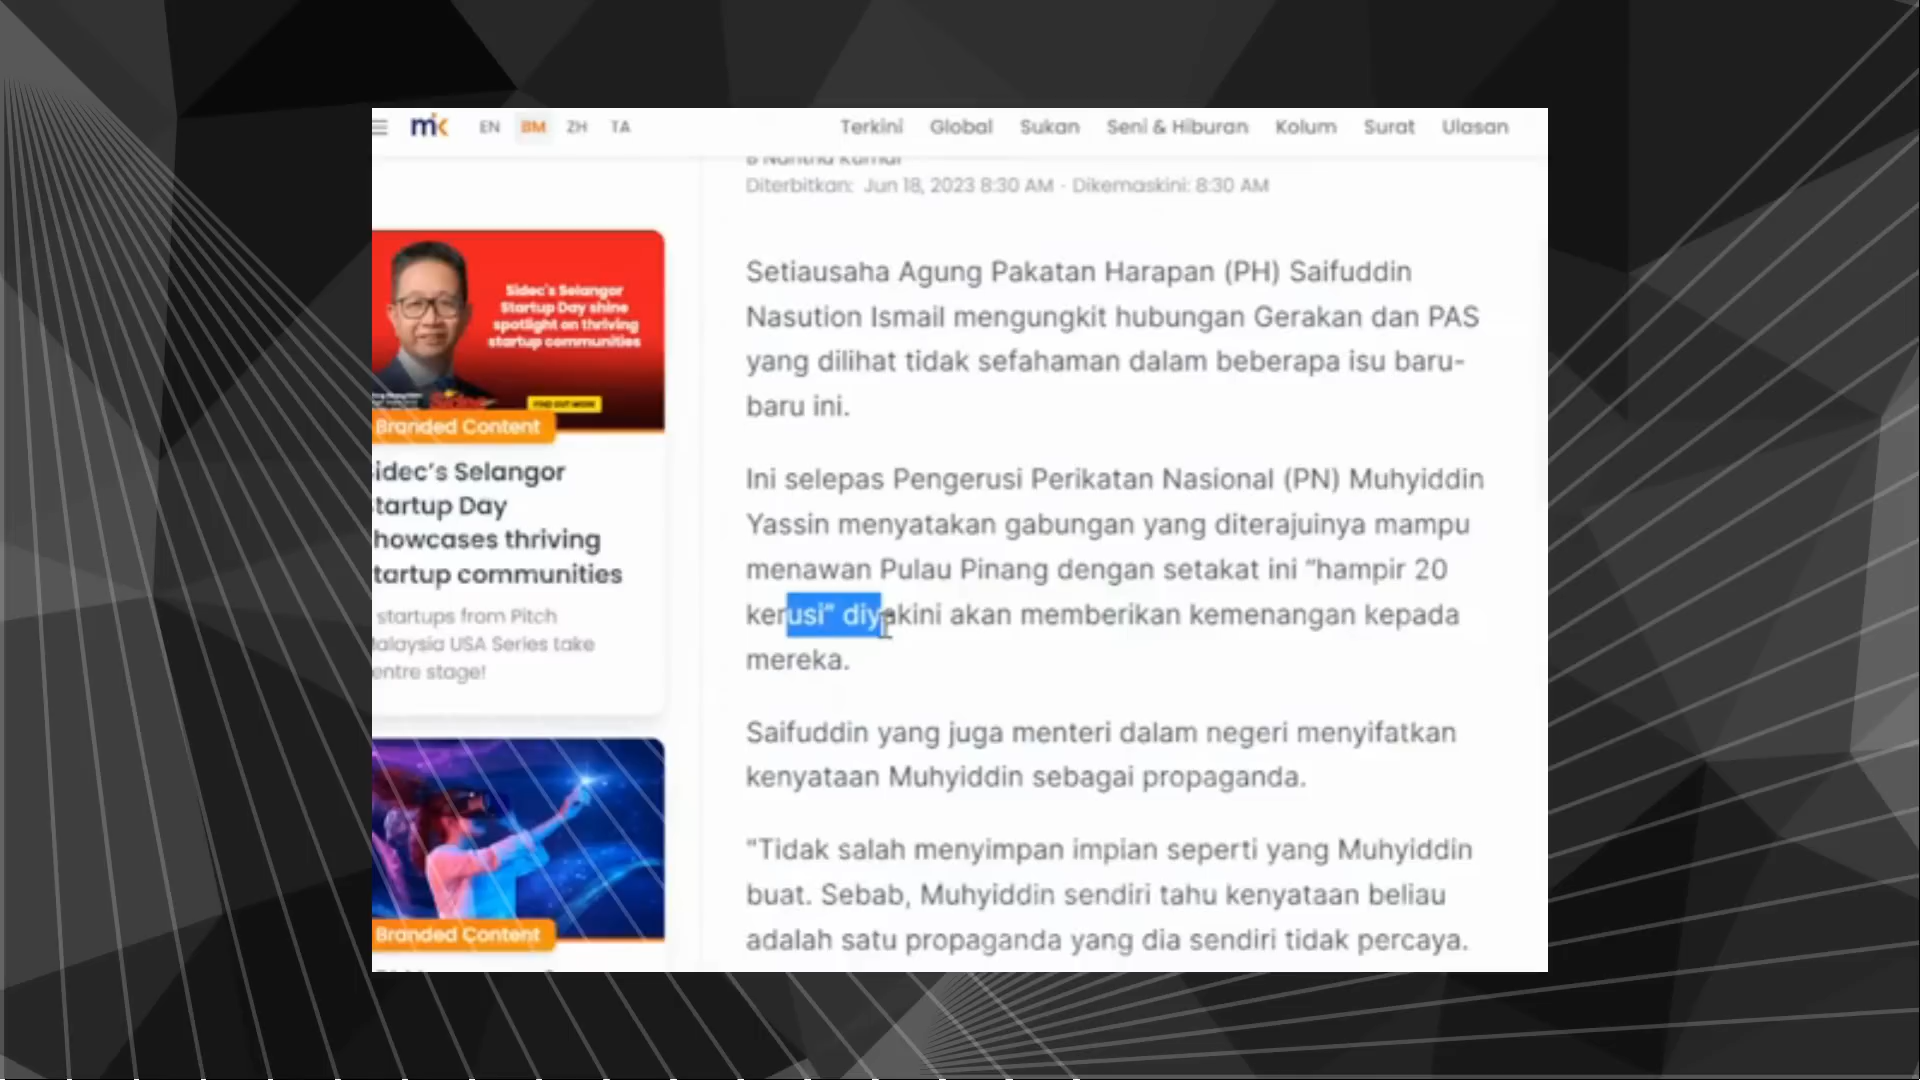 mk EN BM ZH TA Terkini Global Sukan Seni & Hiburan Kolum Surat Ulasan
B Nantha Kumar
Diterbitkan: Jun 18, 2023 8:30 AM - Dikemaskini: 8:30 AM
Sidec's Selangor
Startup Day shine
spotlight on thriving
startup communities
FIND OUT MORE
Branded Content
idec's Selangor
tartup Day
howcases thriving
tartup communities
startups from Pitch
alaysia USA Series take
entre stage!
Branded Content
Setiausaha Agung Pakatan Harapan (PH) Saifuddin
Nasution Ismail mengungkit hubungan Gerakan dan PAS
yang dilihat tidak sefahaman dalam beberapa isu baru-
baru ini.
Ini selepas Pengerusi Perikatan Nasional (PN) Muhyiddin
Yassin menyatakan gabungan yang diterajuinya mampu
menawan Pulau Pinang dengan setakat ini "hampir 20
kerusi" diyakini akan memberikan kemenangan kepada
mereka.
Saifuddin yang juga menteri dalam negeri menyifatkan
kenyataan Muhyiddin sebagai propaganda.
"Tidak salah menyimpan impian seperti yang Muhyiddin
buat. Sebab, Muhyiddin sendiri tahu kenyataan beliau
adalah satu propaganda yang dia sendiri tidak percaya.